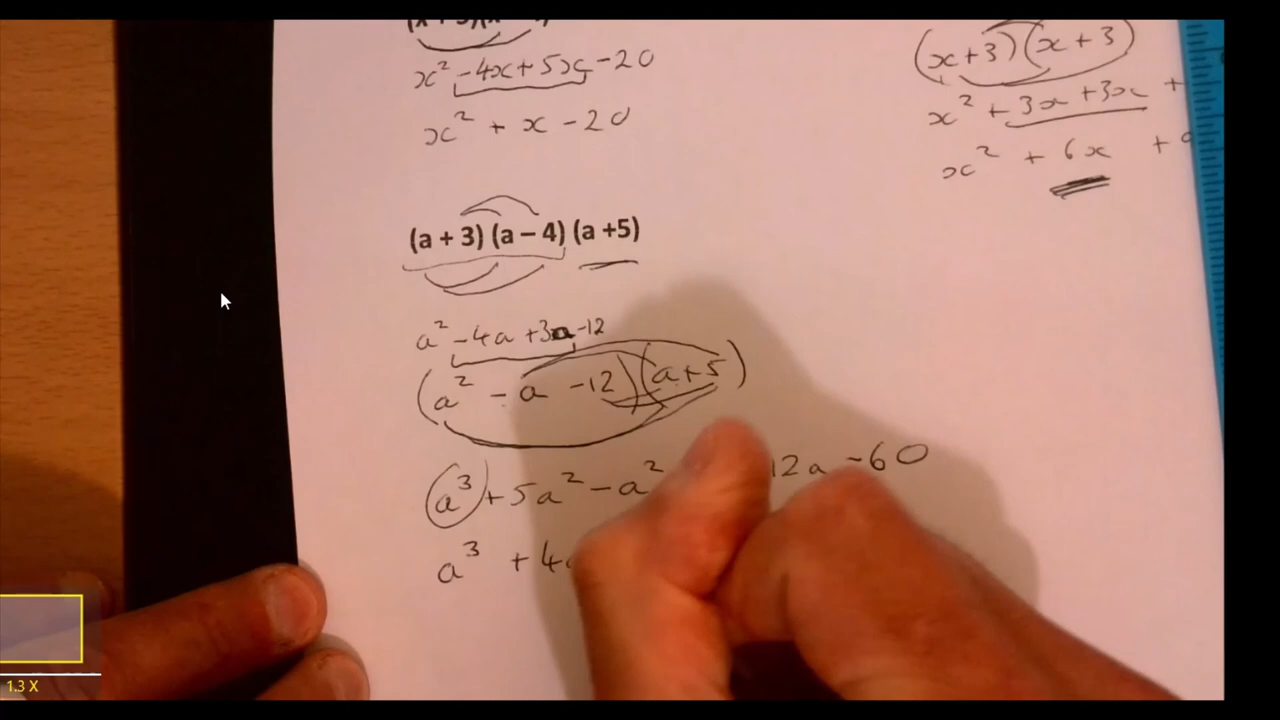 x² - 4x + 5x - 20
x² + x - 20
(x+3)(x+3)
x² + 3x + 3x +
x² + 6x +
(a + 3) (a – 4) (a +5)
a² - 4a + 3a - 12
(a² - a - 12)(a+5)
a³ + 5a² - a² 12a - 60
a³ + 4
1.3 X